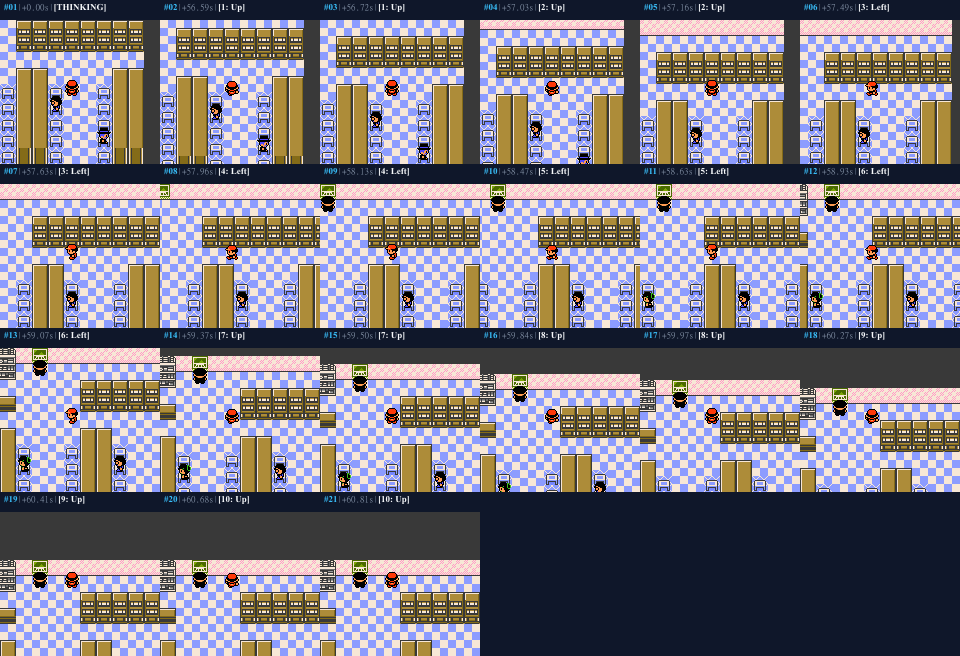 #01|+0.00s|[THINKING]
#02|+56.59s|[1: Up]
#03|+56.72s|[1: Up]
#04|+57.03s|[2: Up]
#05|+57.16s|[2: Up]
#06|+57.49s|[3: Left]
#07|+57.63s|[3: Left]
#08|+57.96s|[4: Left]
#09|+58.13s|[4: Left]
#10|+58.47s|[5: Left]
#11|+58.63s|[5: Left]
#12|+58.93s|[6: Left]
#13|+59.07s|[6: Left]
#14|+59.37s|[7: Up]
#15|+59.50s|[7: Up]
#16|+59.84s|[8: Up]
#17|+59.97s|[8: Up]
#18|+60.27s|[9: Up]
#19|+60.41s|[9: Up]
#20|+60.68s|[10: Up]
#21|+60.81s|[10: Up]